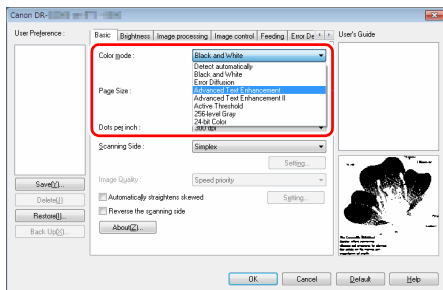 Canon DR-
User Preference :
Save(Y)...
Delete(J)
Restore(I)...
Back Up(X)...
Basic Brightness Image processing Image control Feeding Error De
Color mode : Black and White
Detect automatically
Black and White
Error Diffusion
Advanced Text Enhancement
Advanced Text Enhancement II
Active Threshold
256-level Gray
24-bit Color
Page Size :
Dots per inch : 300 dpi
Scanning Side : Simplex
Setting...
Image Quality : Speed priority
Automatically straightens skewed
Setting...
Reverse the scanning side
About(Z)...
User's Guide
OK Cancel Default Help